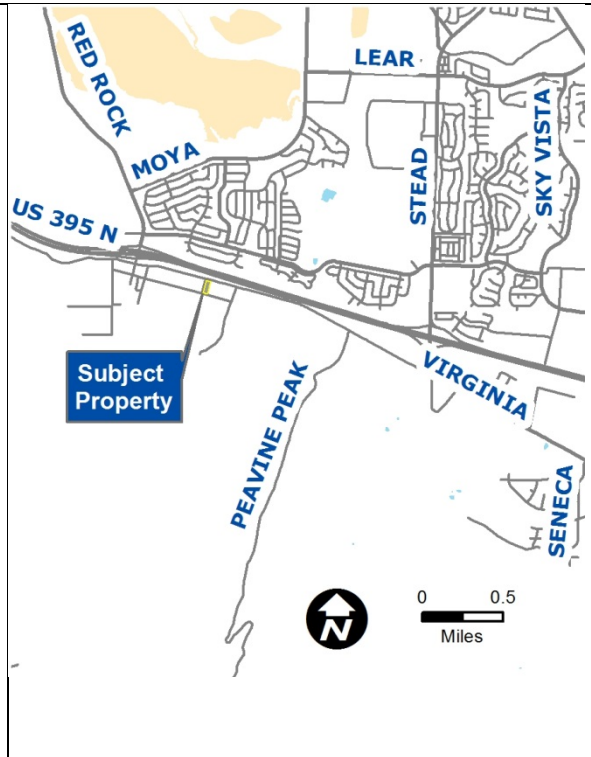 RED ROCK
LEAR
SKY VISTA
MOYA
STEAD
US 395 N
Subject
Property
VIRGINIA
PEAVINE PEAK
SENECA
N
0 0.5
Miles